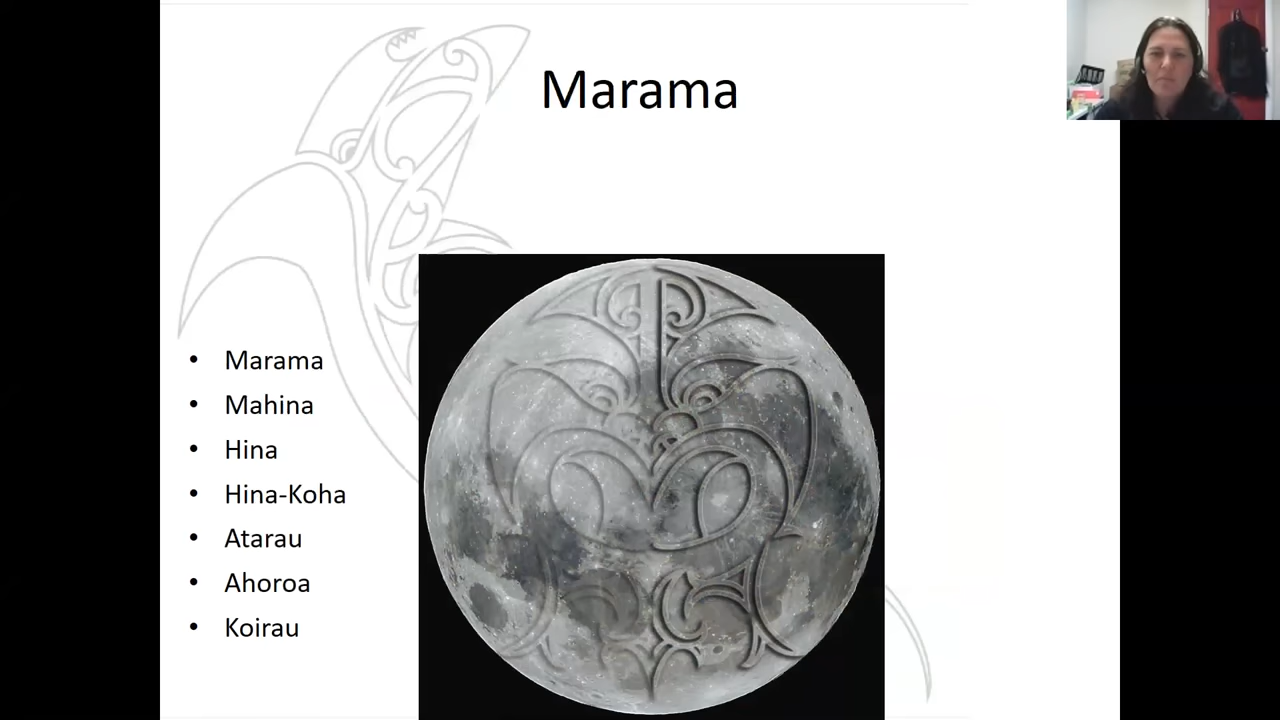 Marama
• Marama
• Mahina
• Hina
• Hina-Koha
• Atarau
• Ahoroa
• Koirau